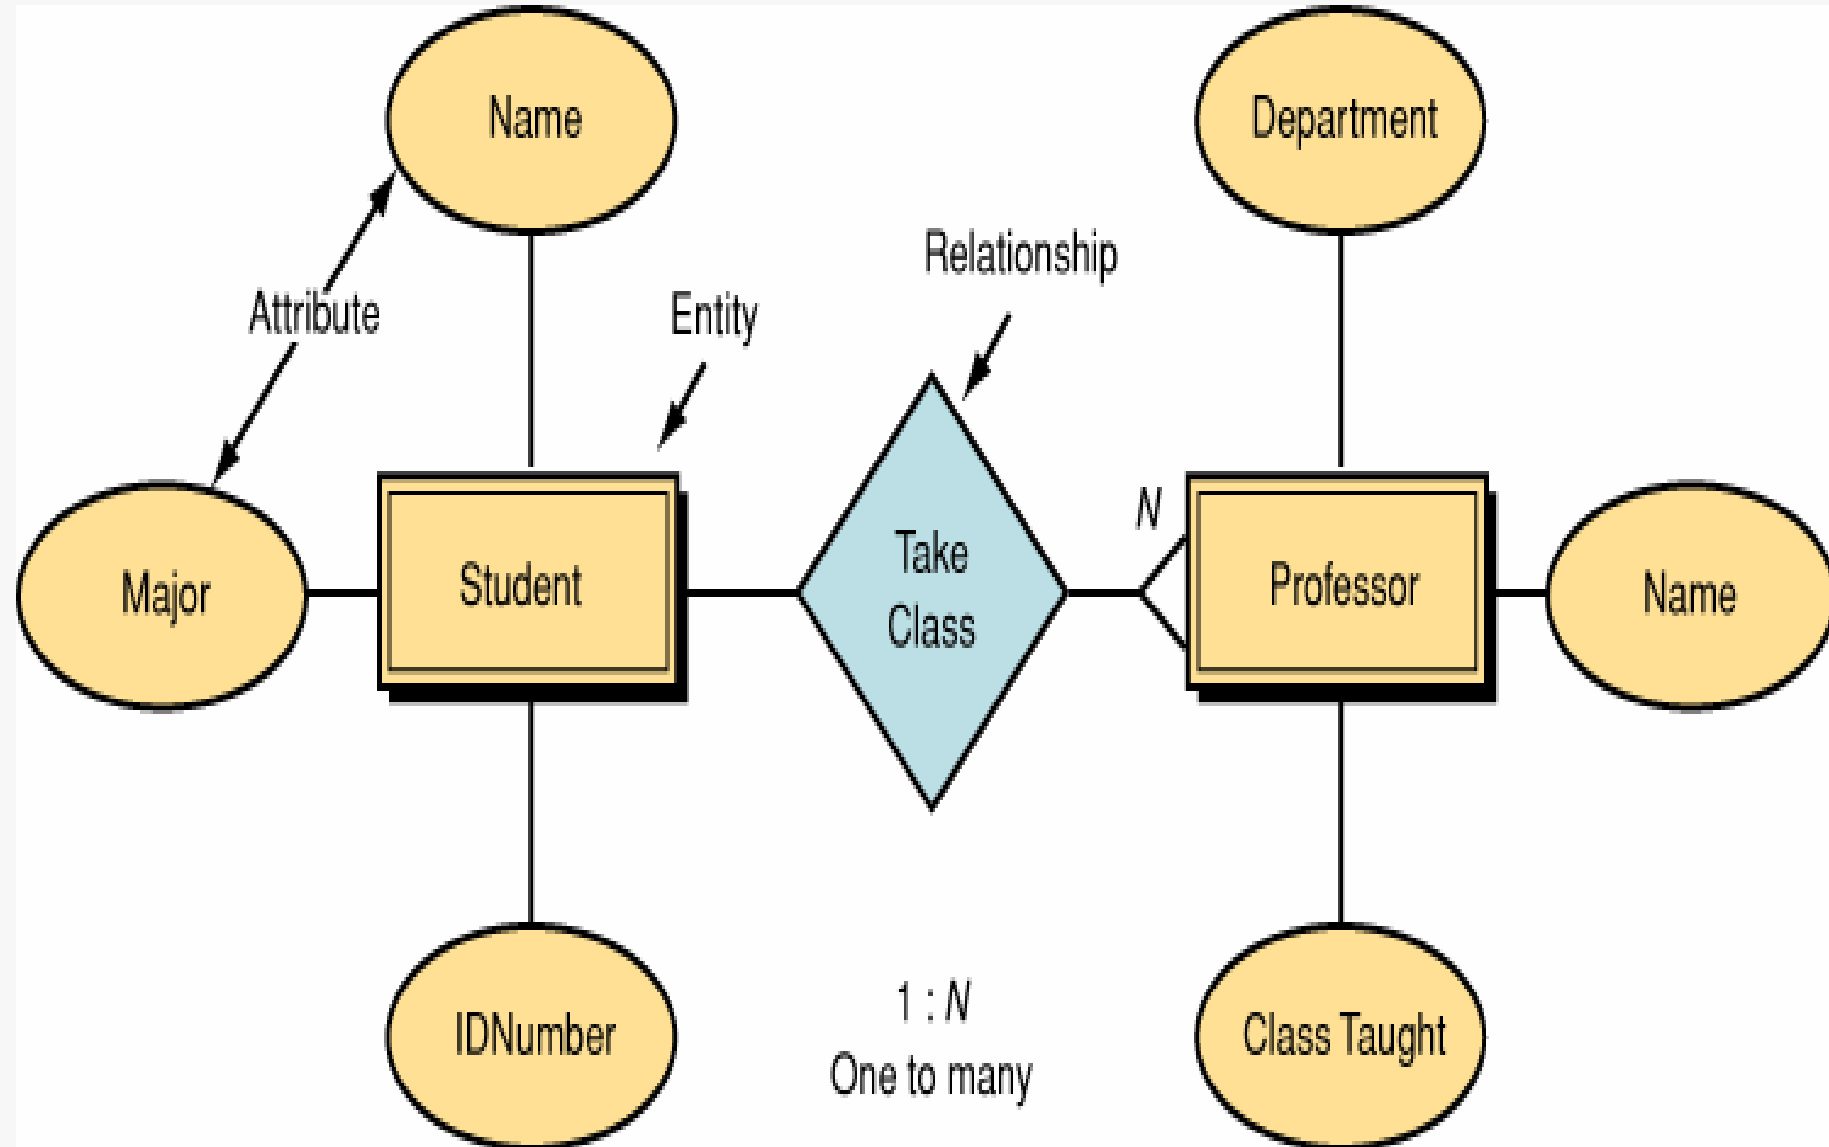 Name
Department
Relationship
Attribute
Entity
N
Major
Student
Take
Class
Professor
Name
IDNumber
1 : N
One to many
Class Taught